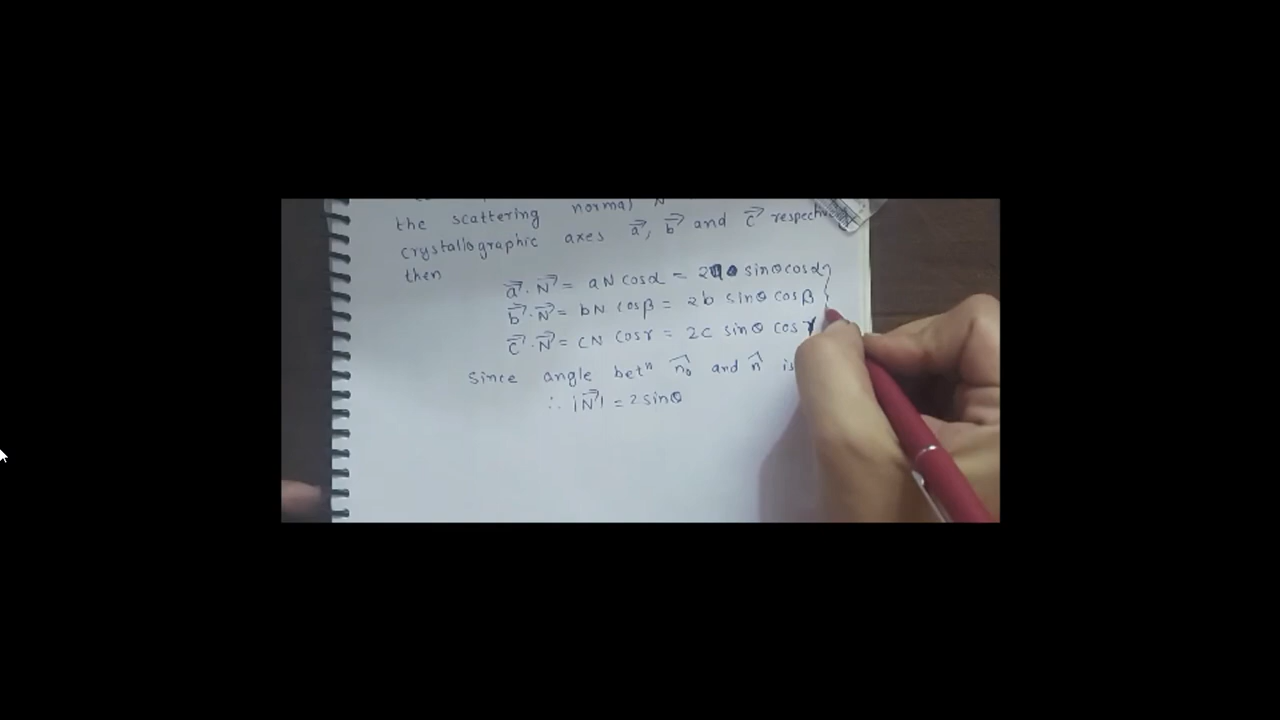 the scattering normal N
crystallographic axes a⃗, b⃗ and c⃗
then
a⃗ · N⃗ = aN cosα = 2a sinθ cosα
b⃗ · N⃗ = bN cosβ = 2b sinθ cosβ
c⃗ · N⃗ = cN cosγ = 2c sinθ cosγ
Since angle betⁿ n̂₀ and n̂ is
∴ |N⃗| = 2 sinθ